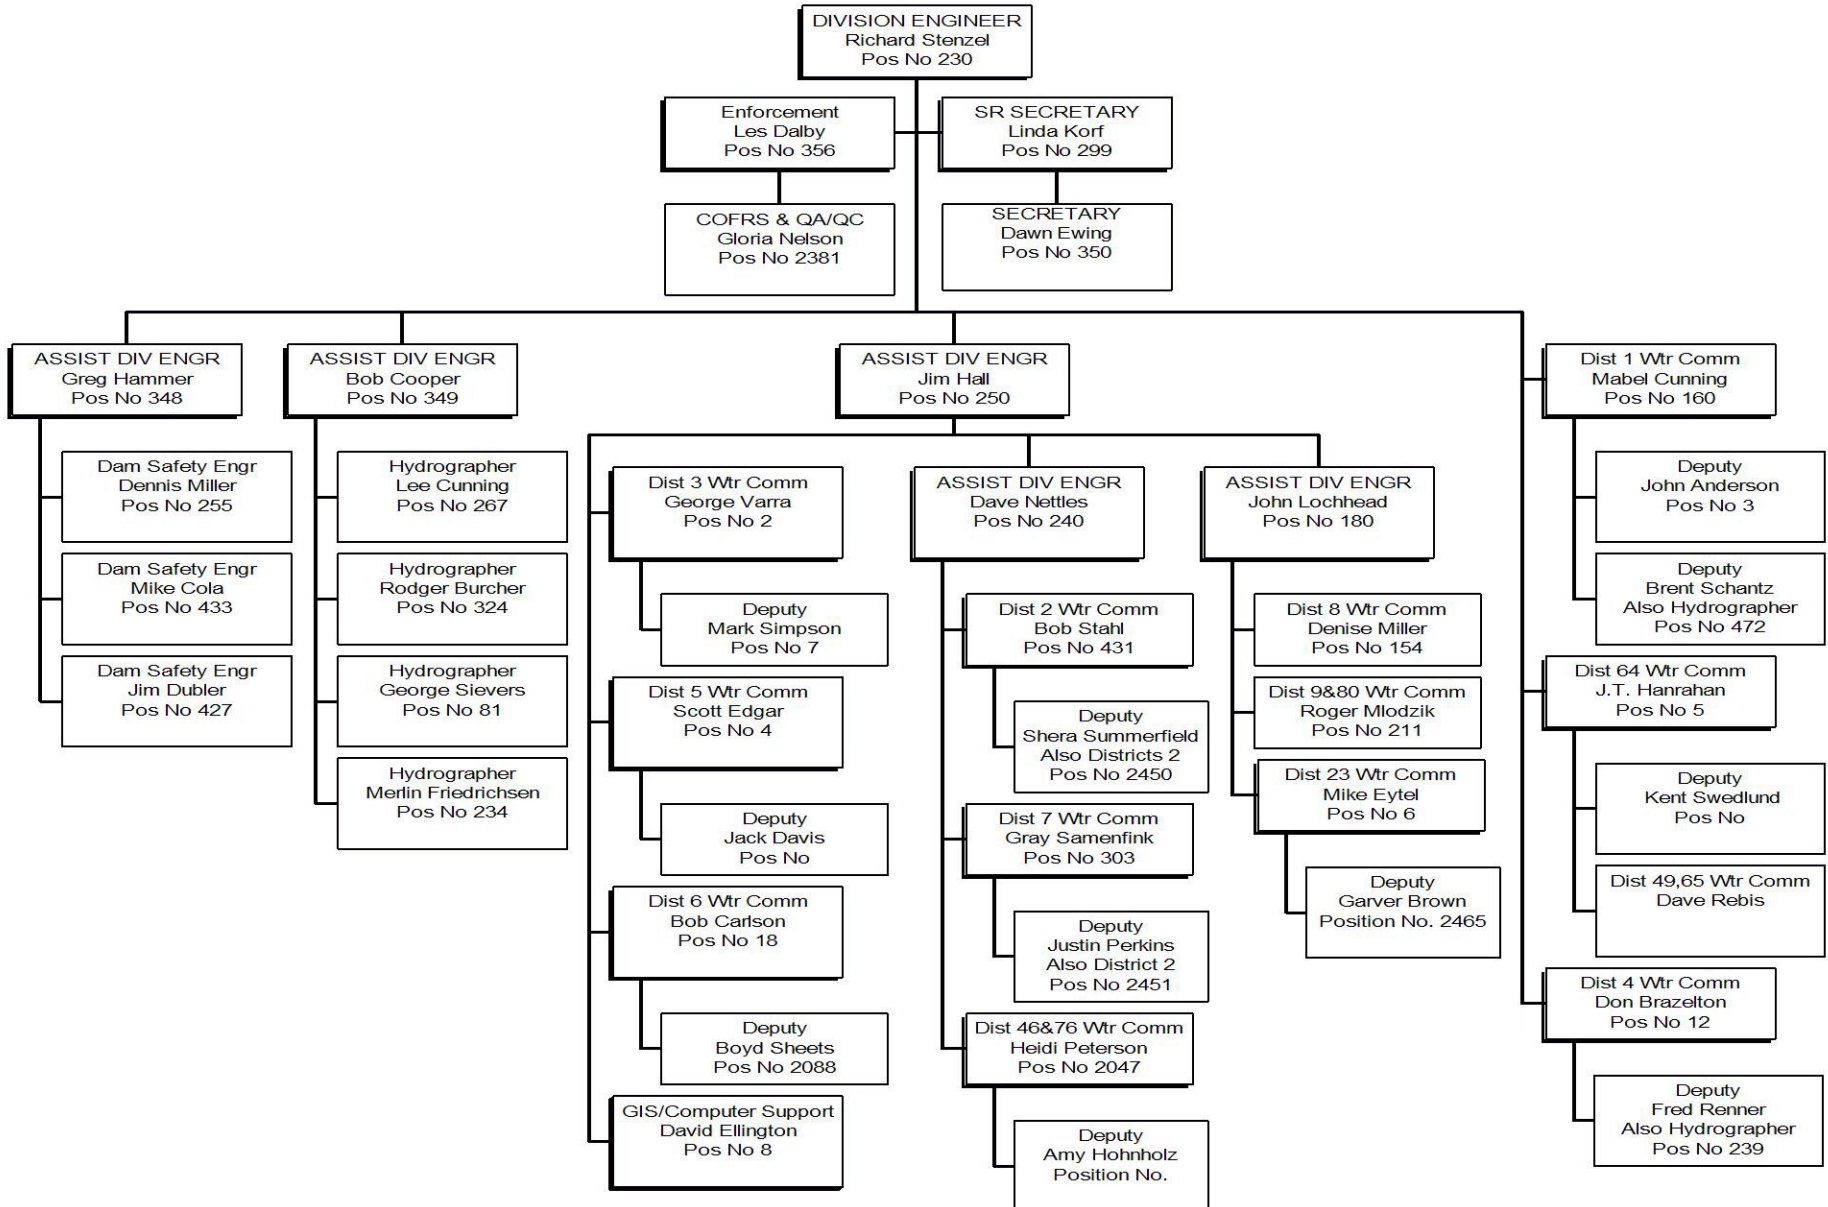 DIVISION ENGINEER
Richard Stenzel
Pos No 230
Enforcement
Les Dalby
Pos No 356
SR SECRETARY
Linda Korf
Pos No 299
COFRS & QA/QC
Gloria Nelson
Pos No 2381
SECRETARY
Dawn Ewing
Pos No 350
ASSIST DIV ENGR
Greg Hammer
Pos No 348
Dam Safety Engr
Dennis Miller
Pos No 255
Dam Safety Engr
Mike Cola
Pos No 433
Dam Safety Engr
Jim Dubler
Pos No 427
ASSIST DIV ENGR
Bob Cooper
Pos No 349
Hydrographer
Lee Cunning
Pos No 267
Hydrographer
Rodger Burcher
Pos No 324
Hydrographer
George Sievers
Pos No 81
Hydrographer
Merlin Friedrichsen
Pos No 234
ASSIST DIV ENGR
Jim Hall
Pos No 250
Dist 3 Wtr Comm
George Varra
Pos No 2
Deputy
Mark Simpson
Pos No 7
Dist 5 Wtr Comm
Scott Edgar
Pos No 4
Deputy
Jack Davis
Pos No
Dist 6 Wtr Comm
Bob Carlson
Pos No 18
Deputy
Boyd Sheets
Pos No 2088
GIS/Computer Support
David Ellington
Pos No 8
ASSIST DIV ENGR
Dave Nettles
Pos No 240
Dist 2 Wtr Comm
Bob Stahl
Pos No 431
Deputy
Shera Summerfield
Also Districts 2
Pos No 2450
Dist 7 Wtr Comm
Gray Samenfink
Pos No 303
Deputy
Justin Perkins
Also District 2
Pos No 2451
Dist 46&76 Wtr Comm
Heidi Peterson
Pos No 2047
Deputy
Amy Hohnholz
Position No.
ASSIST DIV ENGR
John Lochhead
Pos No 180
Dist 8 Wtr Comm
Denise Miller
Pos No 154
Dist 9&80 Wtr Comm
Roger Mlodzik
Pos No 211
Dist 23 Wtr Comm
Mike Eytel
Pos No 6
Deputy
Garver Brown
Position No. 2465
Dist 1 Wtr Comm
Mabel Cunning
Pos No 160
Deputy
John Anderson
Pos No 3
Deputy
Brent Schantz
Also Hydrographer
Pos No 472
Dist 64 Wtr Comm
J.T. Hanrahan
Pos No 5
Deputy
Kent Swedlund
Pos No
Dist 49,65 Wtr Comm
Dave Rebis
Dist 4 Wtr Comm
Don Brazelton
Pos No 12
Deputy
Fred Renner
Also Hydrographer
Pos No 239